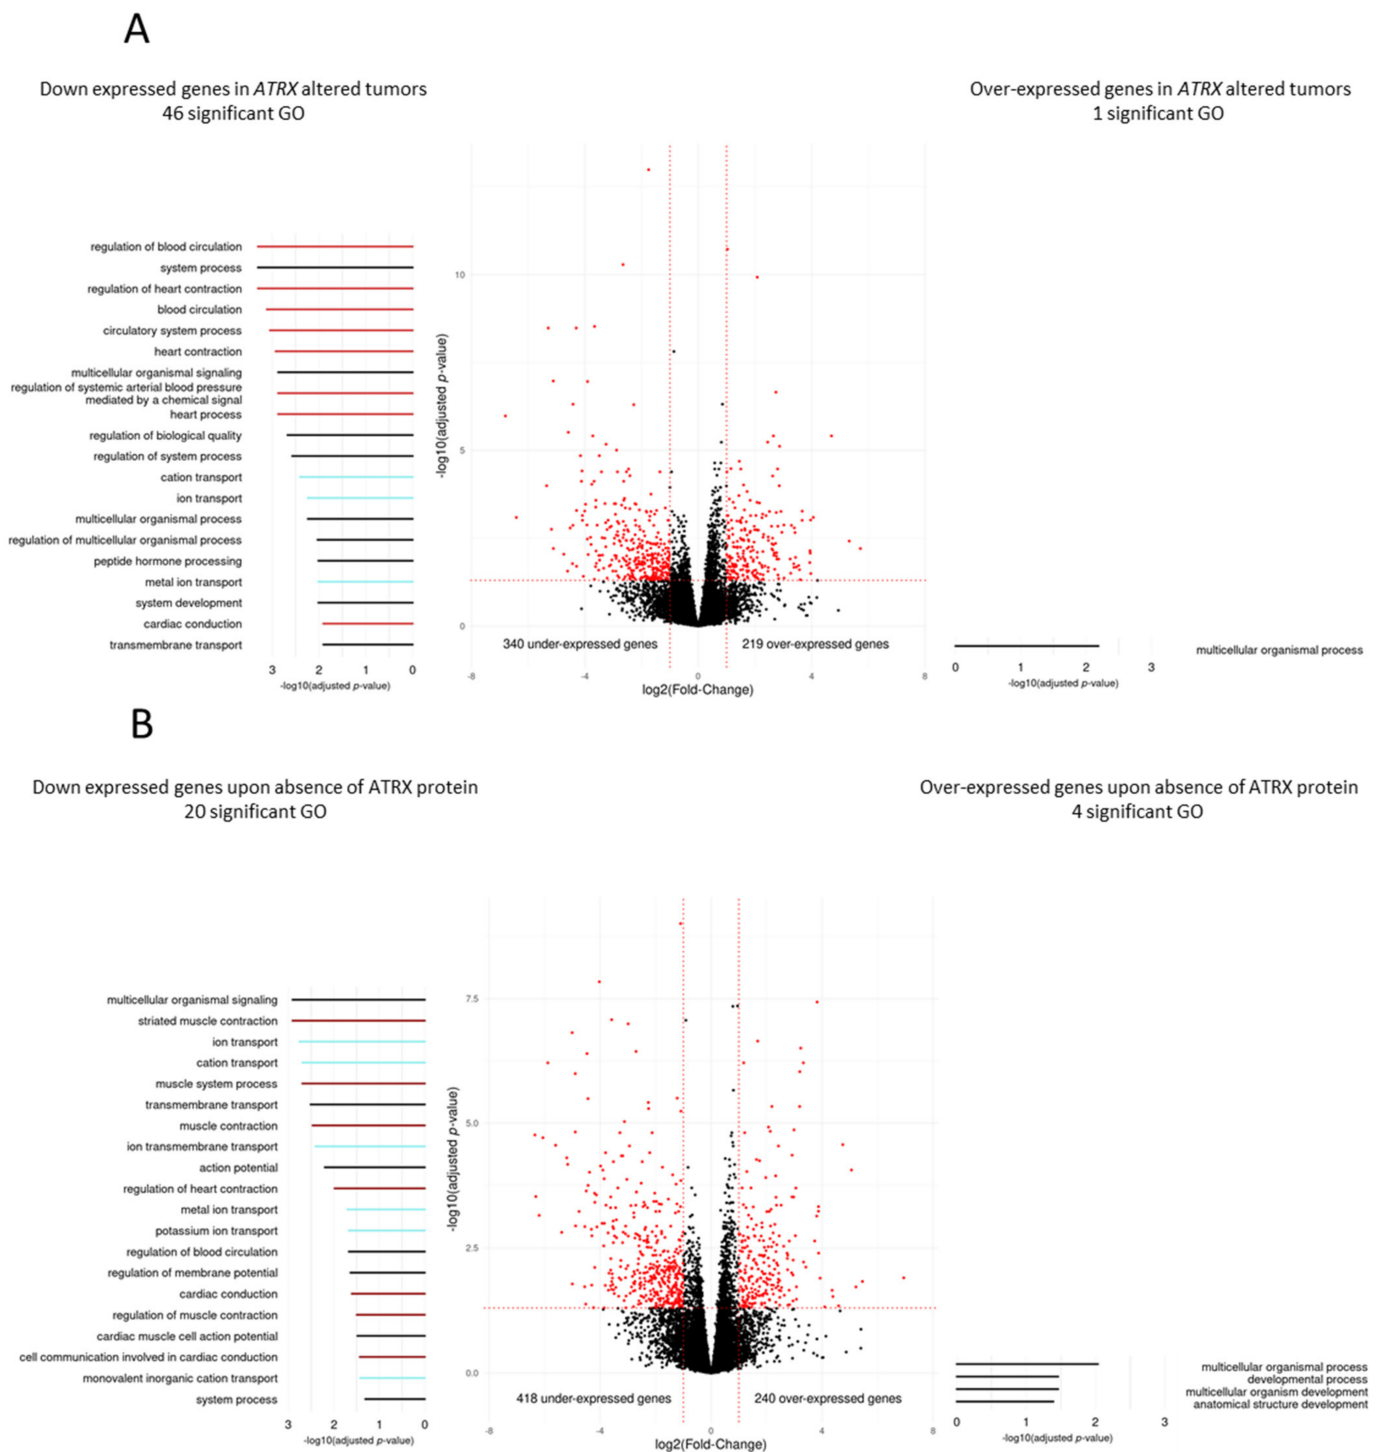 A
Down expressed genes in ATRX altered tumors
46 significant GO
Over-expressed genes in ATRX altered tumors
1 significant GO
regulation of blood circulation
system process
regulation of heart contraction
blood circulation
circulatory system process
heart contraction
multicellular organismal signaling
regulation of systemic arterial blood pressure
mediated by a chemical signal
heart process
regulation of biological quality
regulation of system process
cation transport
ion transport
multicellular organismal process
regulation of multicellular organismal process
peptide hormone processing
metal ion transport
system development
cardiac conduction
transmembrane transport
3 2 1 0
-log10(adjusted p-value)
-log10(adjusted p-value)
10
5
0
340 under-expressed genes
219 over-expressed genes
-8 -4 0 4 8
log2(Fold-Change)
multicellular organismal process
0 1 2 3
-log10(adjusted p-value)
B
Down expressed genes upon absence of ATRX protein
20 significant GO
Over-expressed genes upon absence of ATRX protein
4 significant GO
multicellular organismal signaling
striated muscle contraction
ion transport
cation transport
muscle system process
transmembrane transport
muscle contraction
ion transmembrane transport
action potential
regulation of heart contraction
metal ion transport
potassium ion transport
regulation of blood circulation
regulation of membrane potential
cardiac conduction
regulation of muscle contraction
cardiac muscle cell action potential
cell communication involved in cardiac conduction
monovalent inorganic cation transport
system process
3 2 1 0
-log10(adjusted p-value)
-log10(adjusted p-value)
7.5
5.0
2.5
0.0
418 under-expressed genes
240 over-expressed genes
-8 -4 0 4 8
log2(Fold-Change)
multicellular organismal process
developmental process
multicellular organism development
anatomical structure development
0 1 2 3
-log10(adjusted p-value)